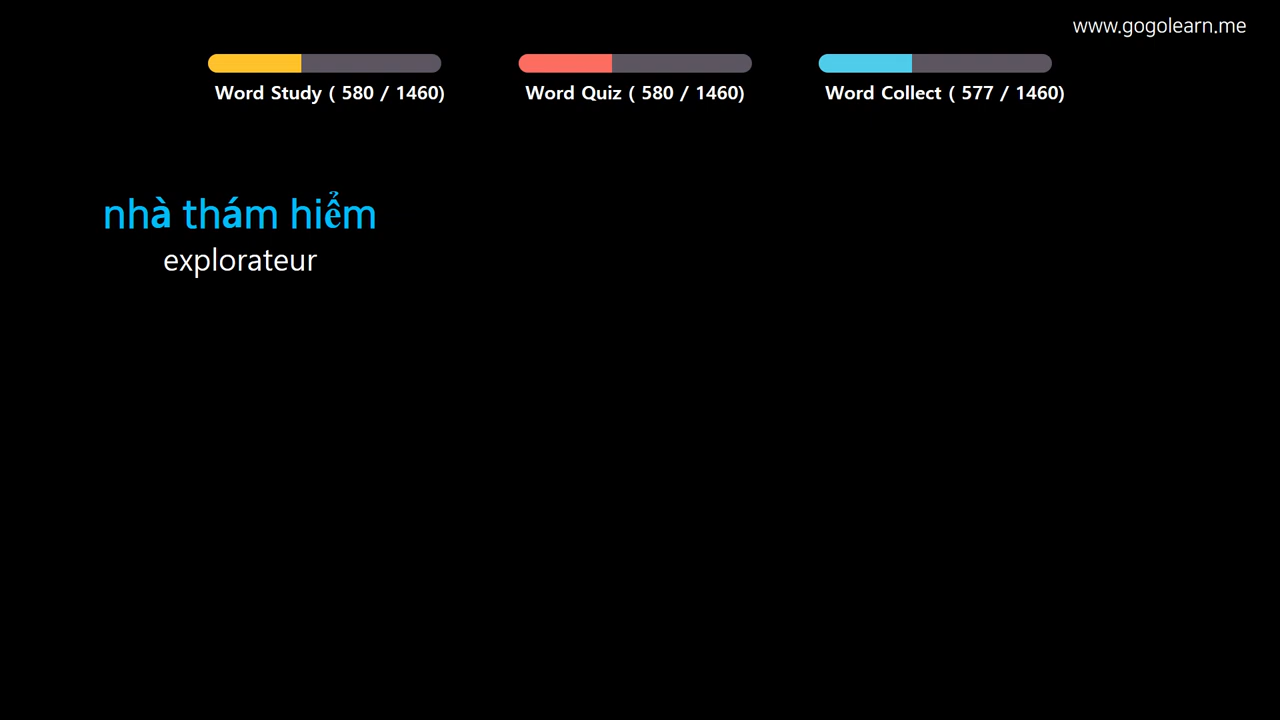 www.gogolearn.me
Word Study ( 580 / 1460)
Word Quiz ( 580 / 1460)
Word Collect ( 577 / 1460)
nhà thám hiểm
explorateur